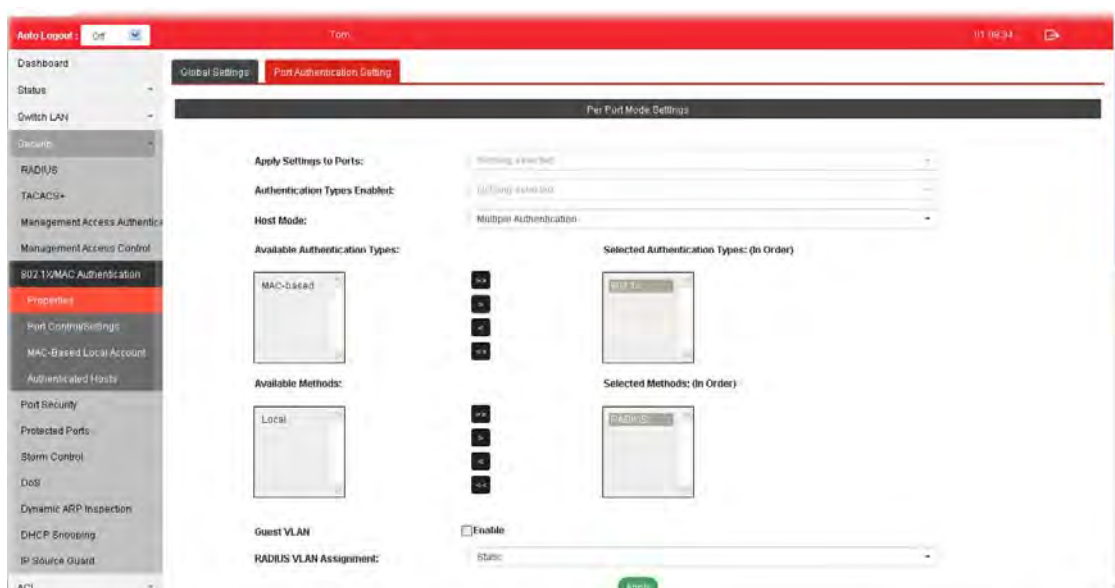 Auto Logout : Off
Tom
Dashboard
Status
Switch LAN
Security
RADIUS
TACACS+
Management Access Authentica
Management Access Control
802.1X/MAC Authentication
Properties
Port Control/Settings
MAC-Based Local Account
Authenticated Hosts
Port Security
Protected Ports
Storm Control
DoS
Dynamic ARP Inspection
DHCP Snooping
IP Source Guard
ACL
Global Settings
Port Authentication Setting
Per Port Mode Settings
Apply Settings to Ports: Nothing selected
Authentication Types Enabled: Nothing selected
Host Mode: Multiple Authentication
Available Authentication Types:
Selected Authentication Types: (In Order)
MAC-based
>>
>
<
<<
802.1x
Available Methods:
Selected Methods: (In Order)
Local
>>
>
<
<<
RADIUS
Guest VLAN
Enable
RADIUS VLAN Assignment: Static
Apply